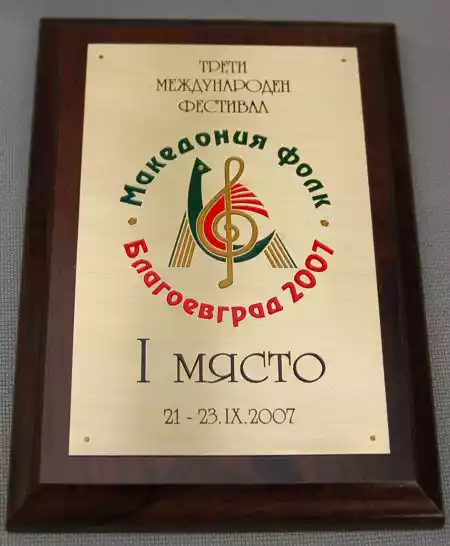 ТРЕТИ
МЕЖДУНАРОДЕН
ФЕСТИВАЛ
Македония фолк
Благоевград 2007
I МЯСТО
21 - 23.IX.2007